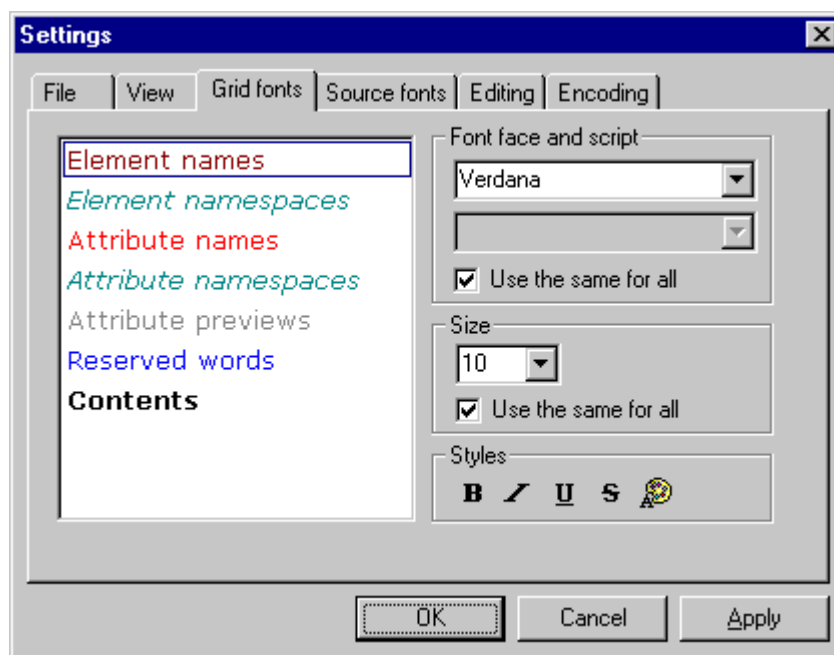 Settings
File View Grid fonts Source fonts Editing Encoding
Element names
Element namespaces
Attribute names
Attribute namespaces
Attribute previews
Reserved words
Contents
Font face and script
Verdana
Use the same for all
Size
10
Use the same for all
Styles
B I U S A
OK Cancel Apply